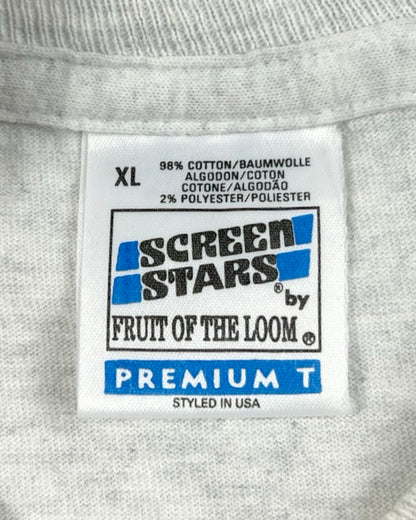 XL
98% COTTON/BAUMWOLLE
ALGODON/COTON
COTONE/ALGODÃO
2% POLYESTER/POLIESTER
SCREEN
STARS®
by
FRUIT OF THE LOOM®
PREMIUM T
STYLED IN USA